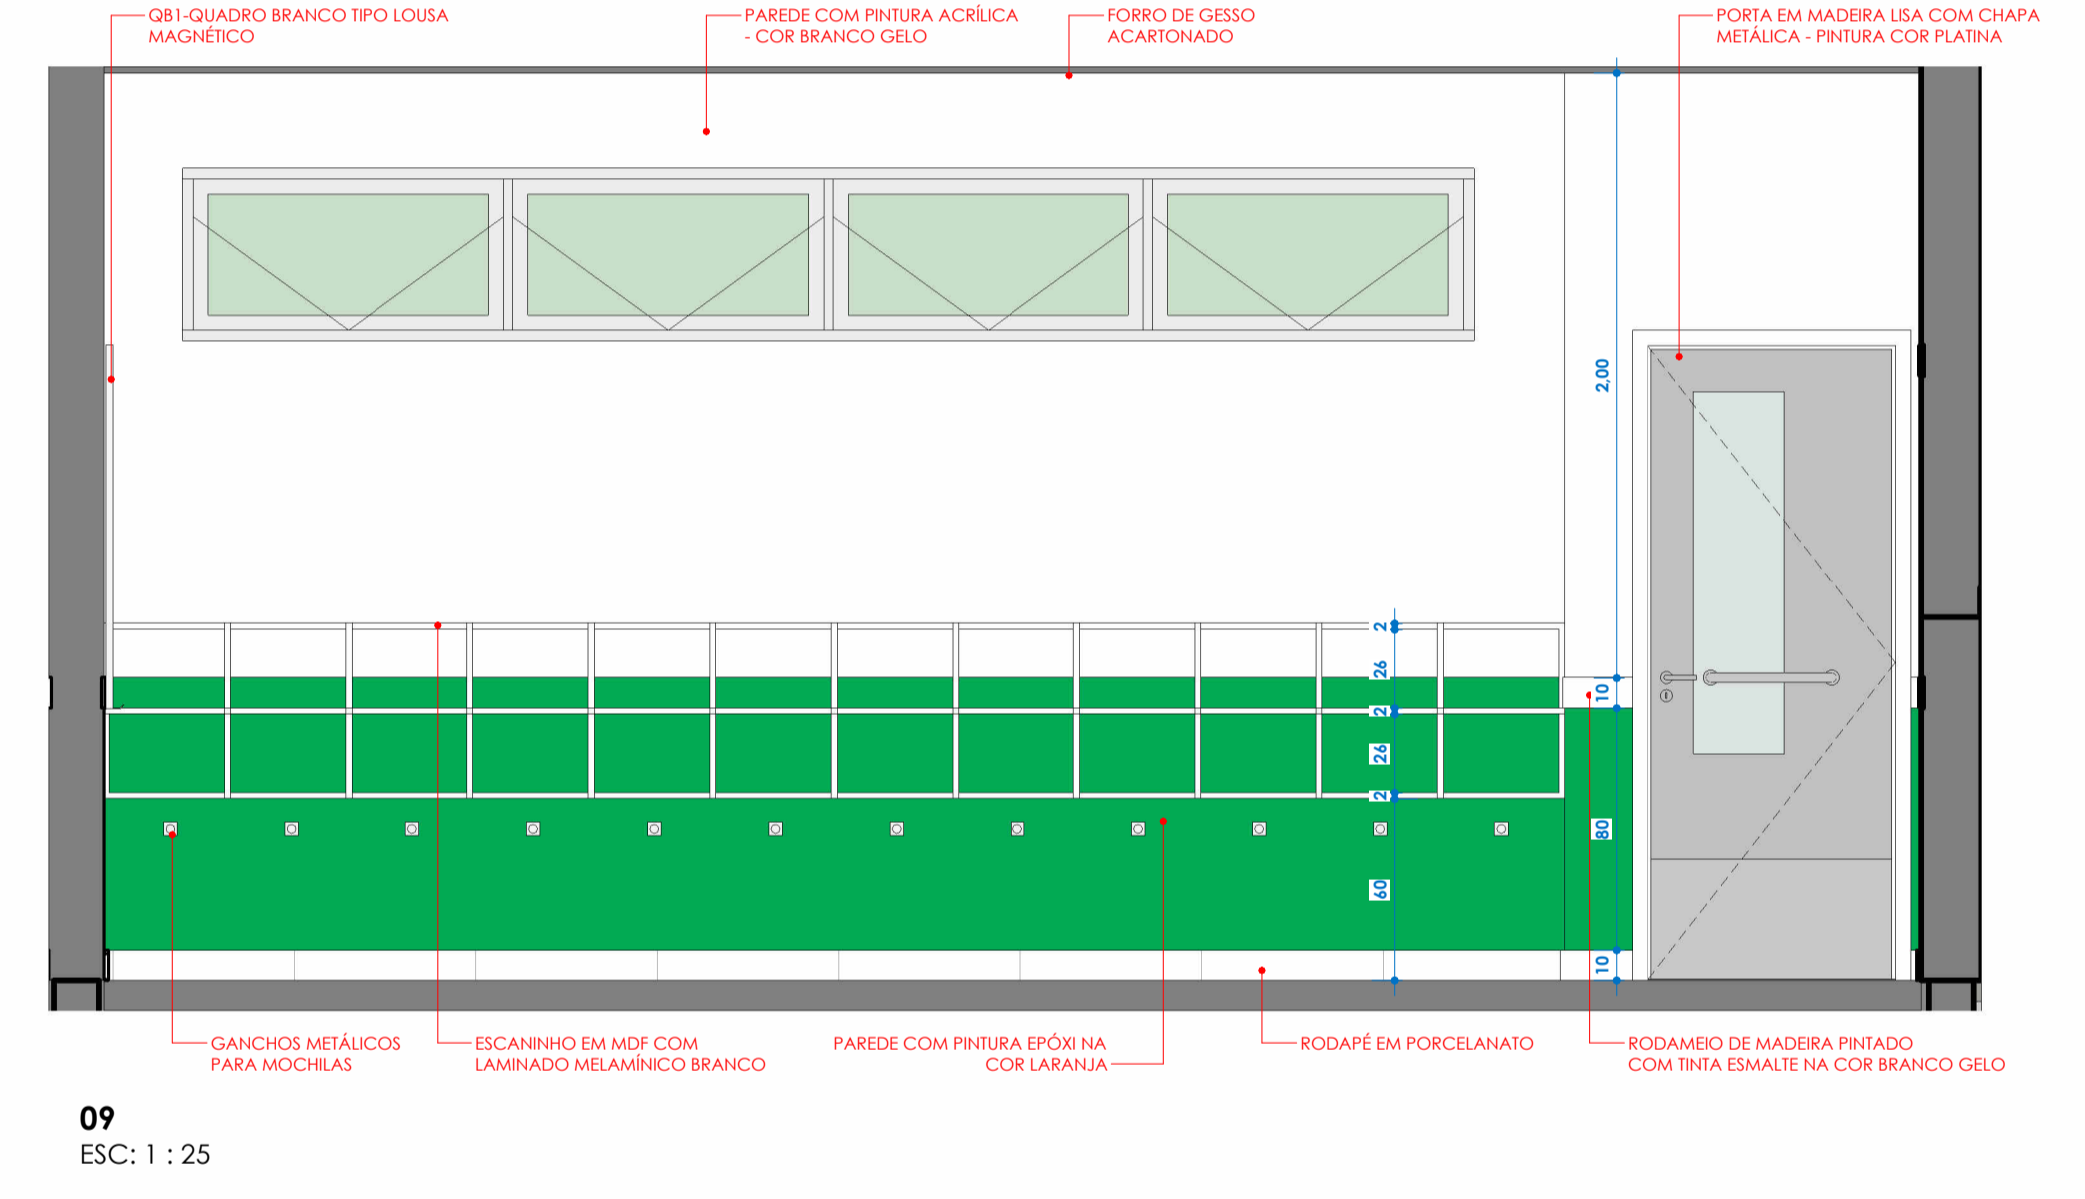 QB1-QUADRO BRANCO TIPO LOUSA
MAGNÉTICO
PAREDE COM PINTURA ACRÍLICA
- COR BRANCO GELO
FORRO DE GESSO
ACARTONADO
PORTA EM MADEIRA LISA COM CHAPA
METÁLICA - PINTURA COR PLATINA
2,00
2
26
10
2
26
2
80
60
10
GANCHOS METÁLICOS
PARA MOCHILAS
ESCANINHO EM MDF COM
LAMINADO MELAMÍNICO BRANCO
PAREDE COM PINTURA EPÓXI NA
COR LARANJA
RODAPÉ EM PORCELANATO
RODAMEIO DE MADEIRA PINTADO
COM TINTA ESMALTE NA COR BRANCO GELO
09
ESC: 1 : 25